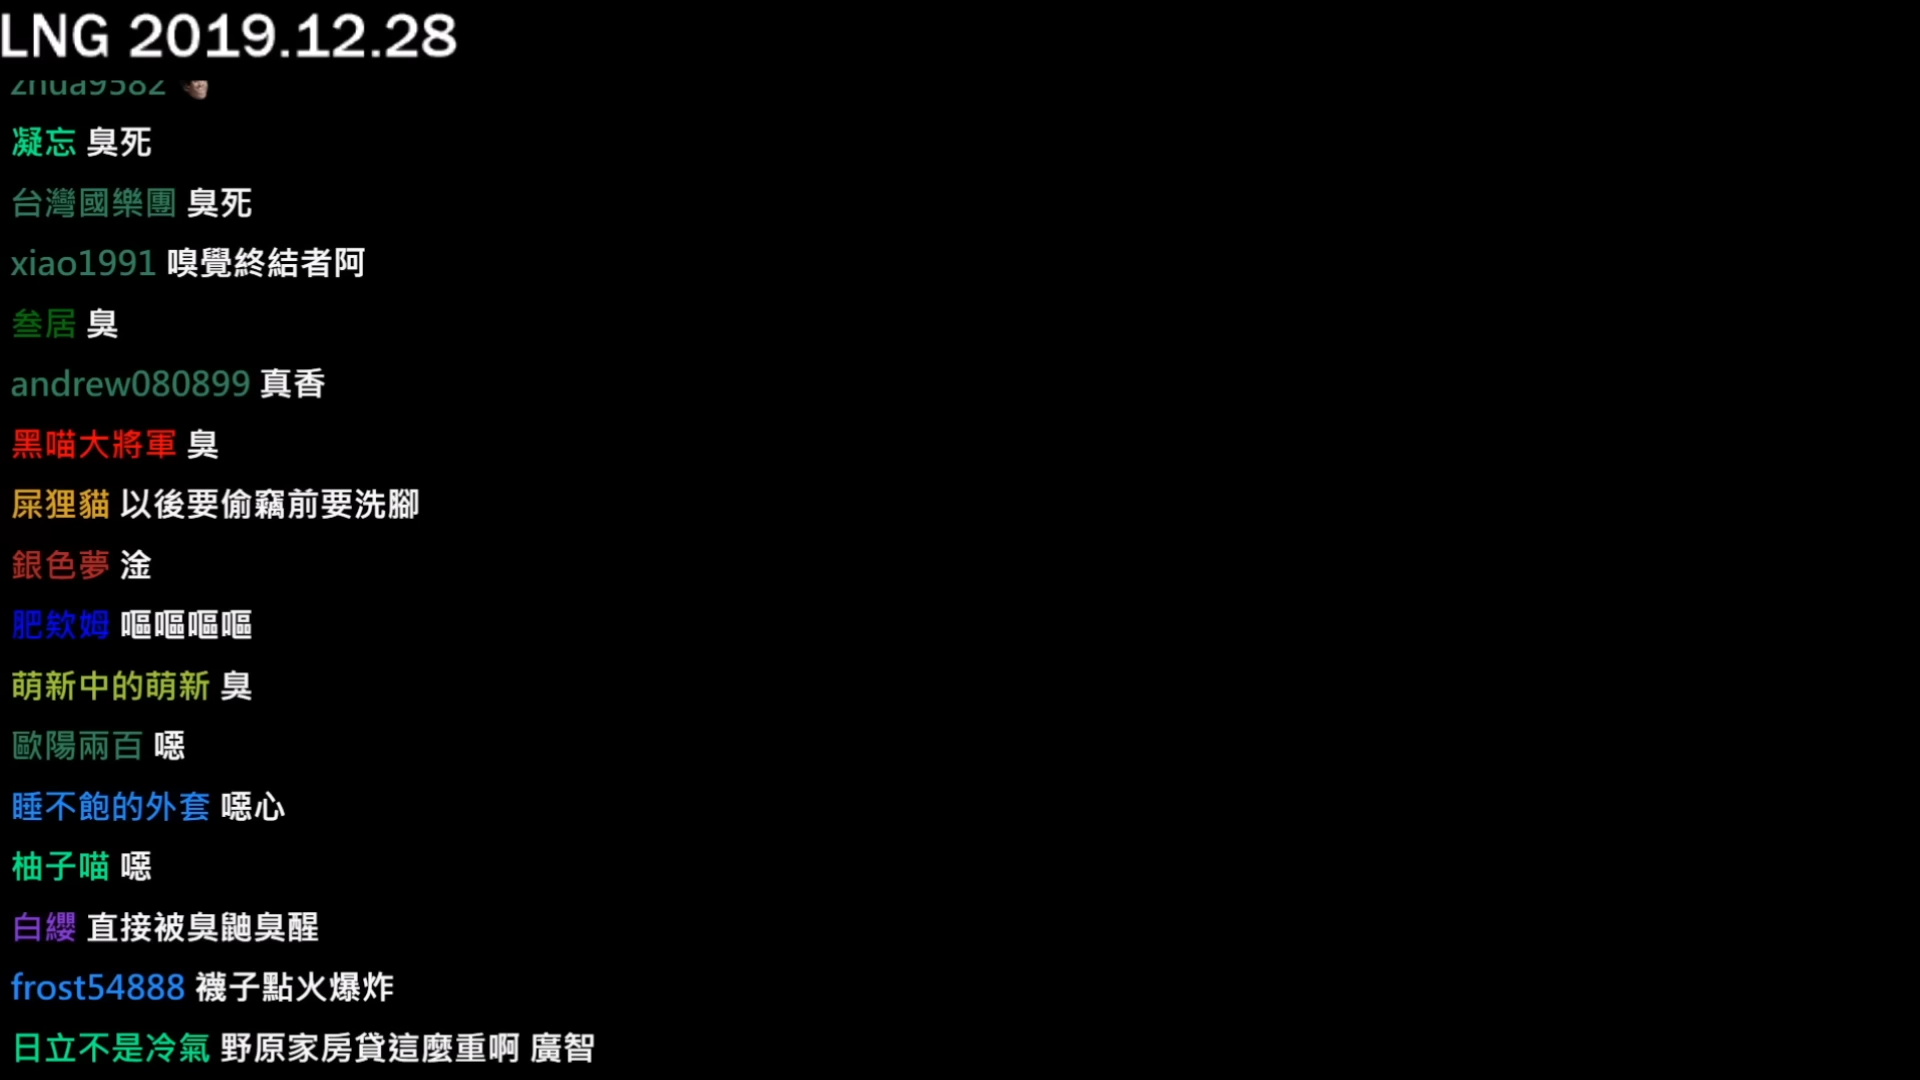 LNG 2019.12.28
zhua9582
凝忘 臭死
台灣國樂團 臭死
xiao1991 嗅覺終結者阿
叁居 臭
andrew080899 真香
黑喵大將軍 臭
屎狸貓 以後要偷竊前要洗腳
銀色夢 淦
肥欸姆 嘔嘔嘔嘔
萌新中的萌新 臭
歐陽兩百 噁
睡不飽的外套 噁心
柚子喵 噁
白纓 直接被臭鼬臭醒
frost54888 襪子點火爆炸
日立不是冷氣 野原家房貸這麼重啊 廣智